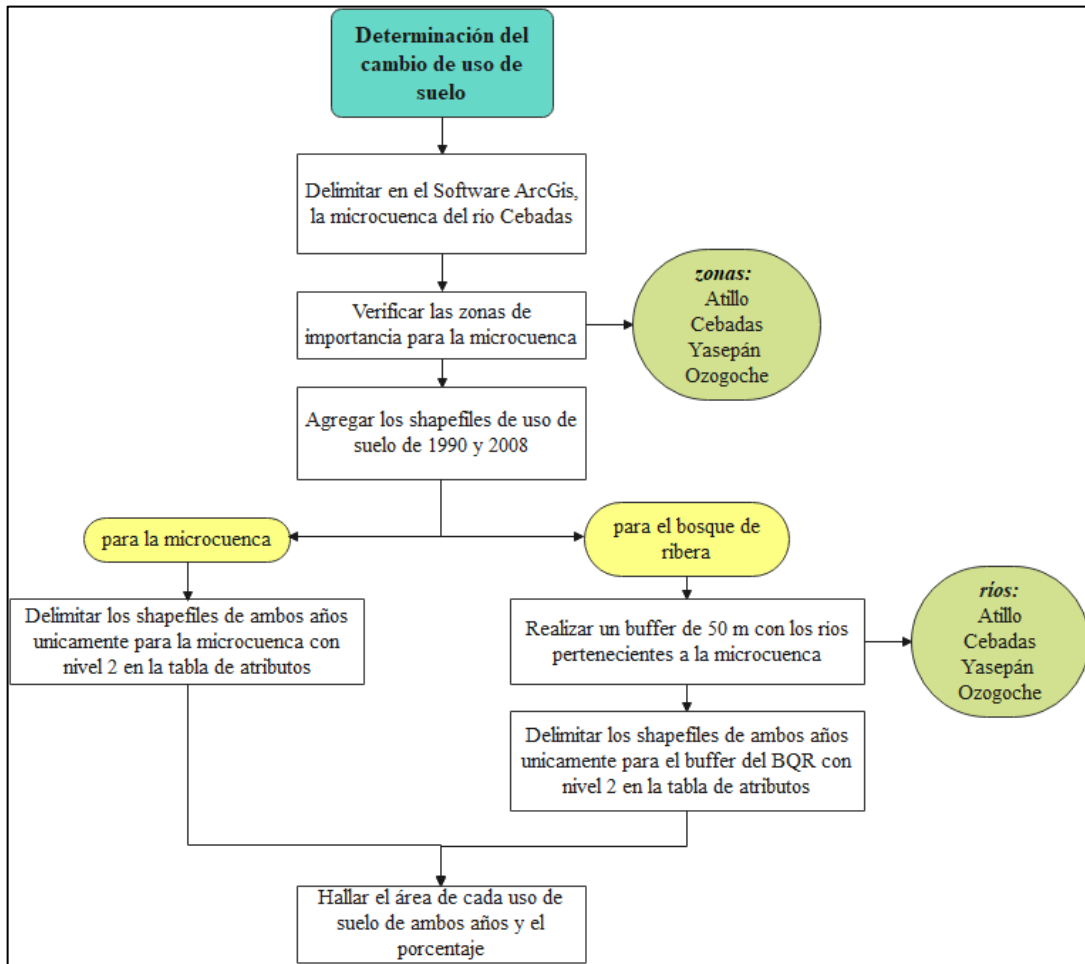 Determinación del
cambio de uso de
suelo
Delimitar en el Software ArcGis,
la microcuenca del río Cebadas
Verificar las zonas de
importancia para la microcuenca
zonas:
Atillo
Cebadas
Yasepán
Ozogoche
Agregar los shapefiles de uso de
suelo de 1990 y 2008
para la microcuenca
Delimitar los shapefiles de ambos años
unicamente para la microcuenca con
nivel 2 en la tabla de atributos
para el bosque de
ribera
Realizar un buffer de 50 m con los ríos
pertenecientes a la microcuenca
ríos:
Atillo
Cebadas
Yasepán
Ozogoche
Delimitar los shapefiles de ambos años
unicamente para el buffer del BQR con
nivel 2 en la tabla de atributos
Hallar el área de cada uso de
suelo de ambos años y el
porcentaje